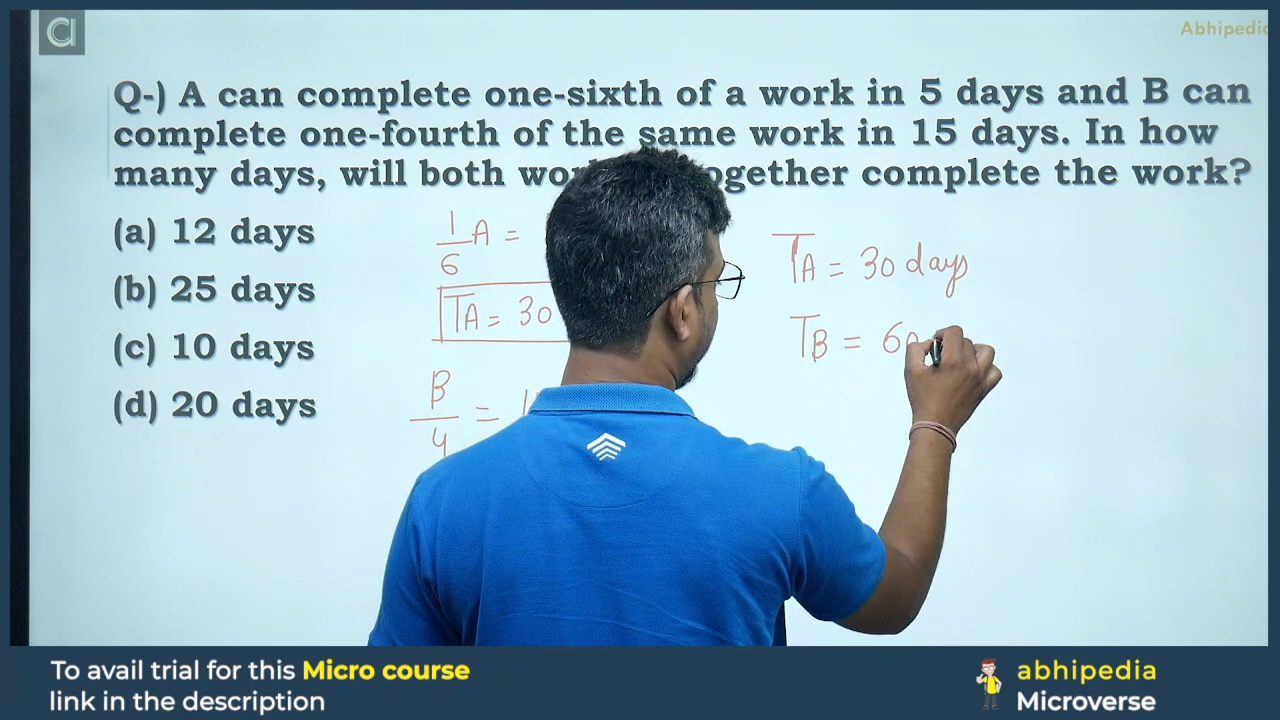 Abhipedia
Q-) A can complete one-sixth of a work in 5 days and B can
complete one-fourth of the same work in 15 days. In how
many days, will both together complete the work?
(a) 12 days
(b) 25 days
(c) 10 days
(d) 20 days
1/6 A =
TA = 30
B/4 =
TA = 30 days
TB = 60
To avail trial for this Micro course
link in the description
abhipedia
Microverse